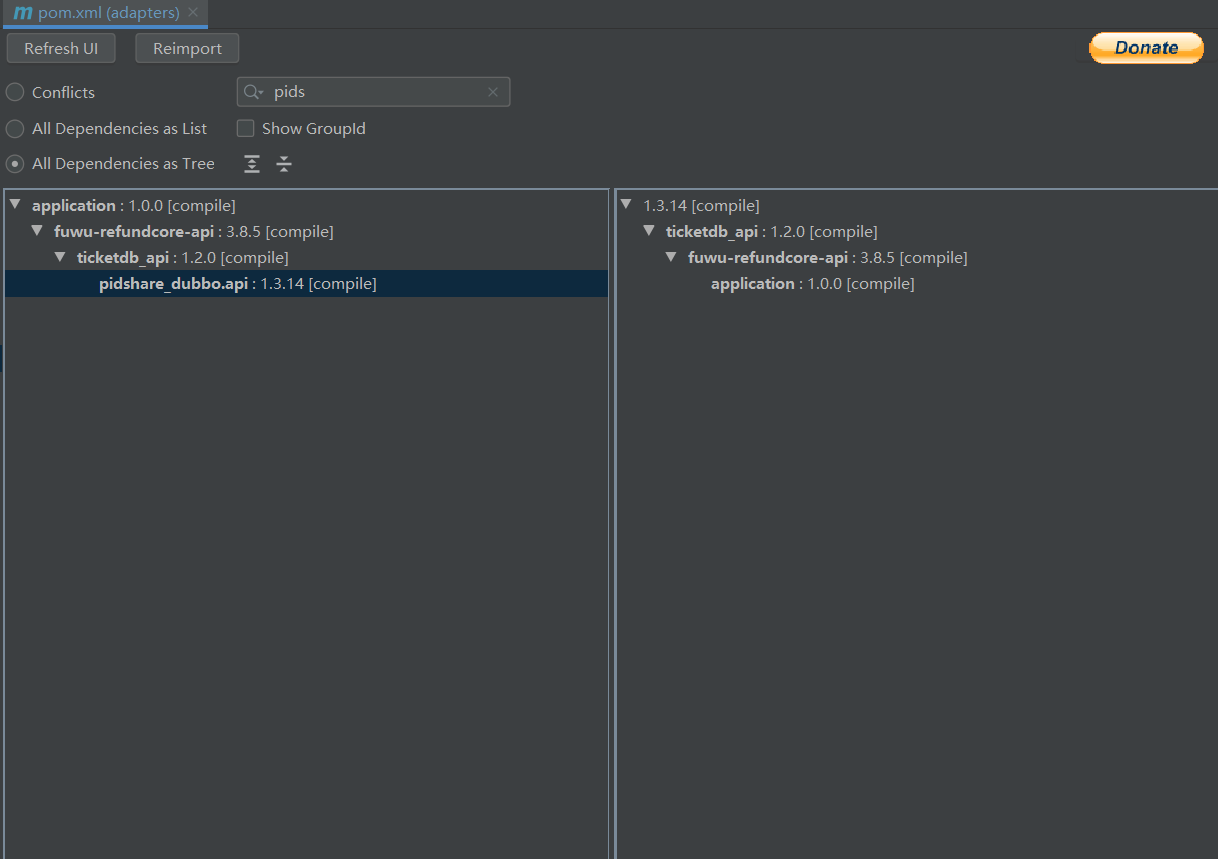 m pom.xml (adapters)
Refresh UI Reimport Donate
Conflicts pids
All Dependencies as List Show GroupId
All Dependencies as Tree
application : 1.0.0 [compile]
fuwu-refundcore-api : 3.8.5 [compile]
ticketdb_api : 1.2.0 [compile]
pidshare_dubbo.api : 1.3.14 [compile]
1.3.14 [compile]
ticketdb_api : 1.2.0 [compile]
fuwu-refundcore-api : 3.8.5 [compile]
application : 1.0.0 [compile]